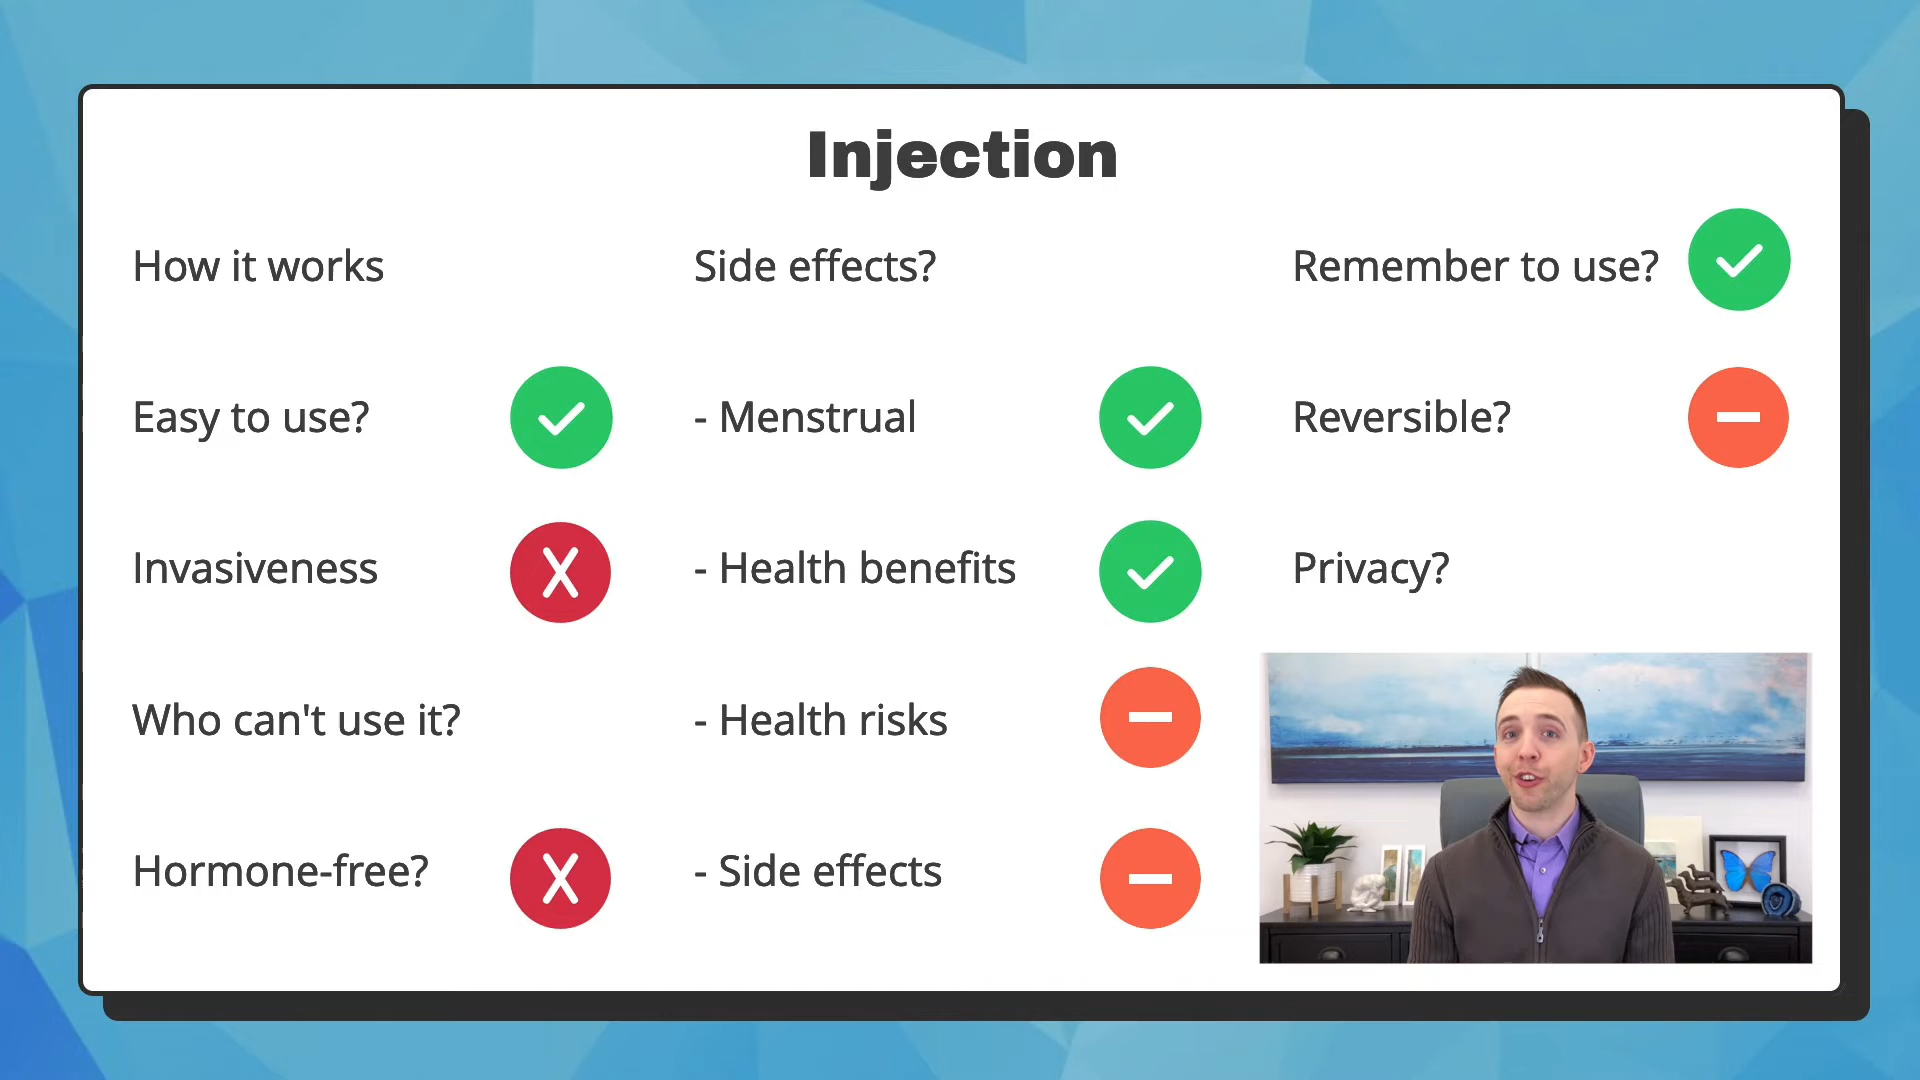 Injection
How it works
Easy to use?
Invasiveness
Who can't use it?
Hormone-free?
Side effects?
- Menstrual
- Health benefits
- Health risks
- Side effects
Remember to use?
Reversible?
Privacy?